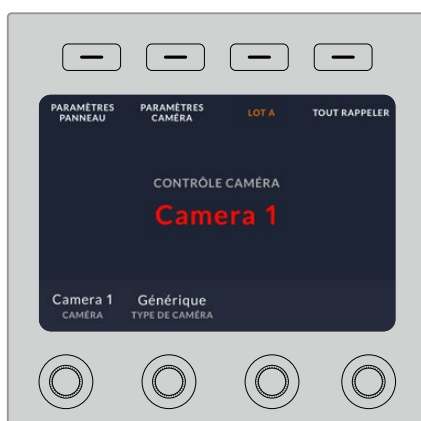 PARAMÈTRES PANNEAU
PARAMÈTRES CAMÉRA
LOT A
TOUT RAPPELER
CONTRÔLE CAMÉRA
Camera 1
Camera 1
CAMÉRA
Générique
TYPE DE CAMÉRA